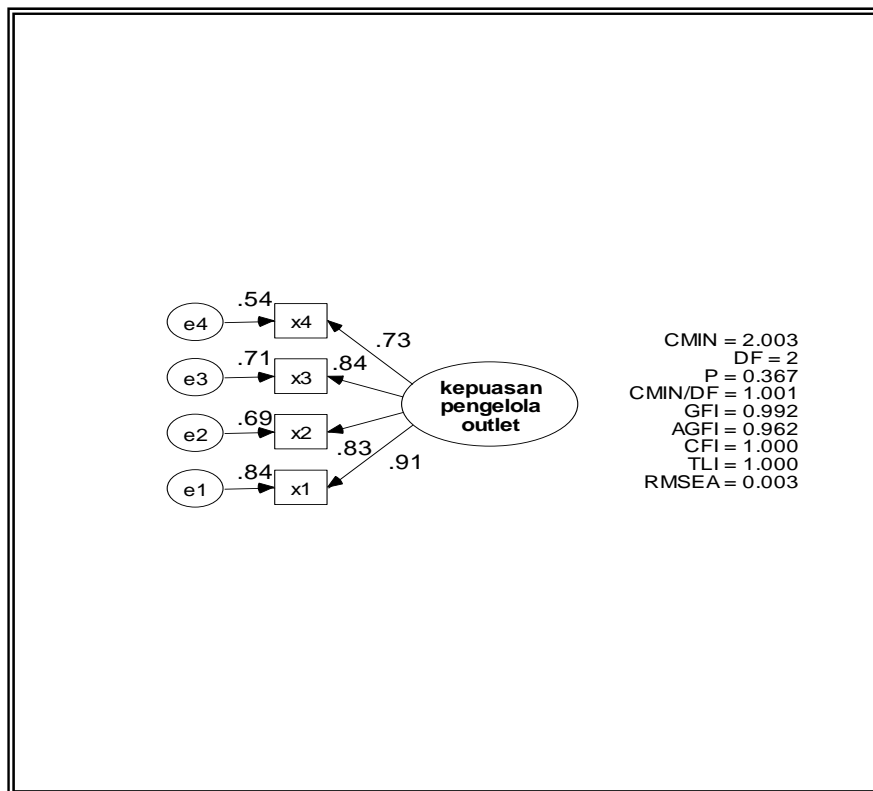 .54
e4
x4
.73
.71
e3
x3
.84
.69
e2
x2
.83
.84
e1
x1
.91
kepuasan
pengelola
outlet
CMIN = 2.003
DF = 2
P = 0.367
CMIN/DF = 1.001
GFI = 0.992
AGFI = 0.962
CFI = 1.000
TLI = 1.000
RMSEA = 0.003